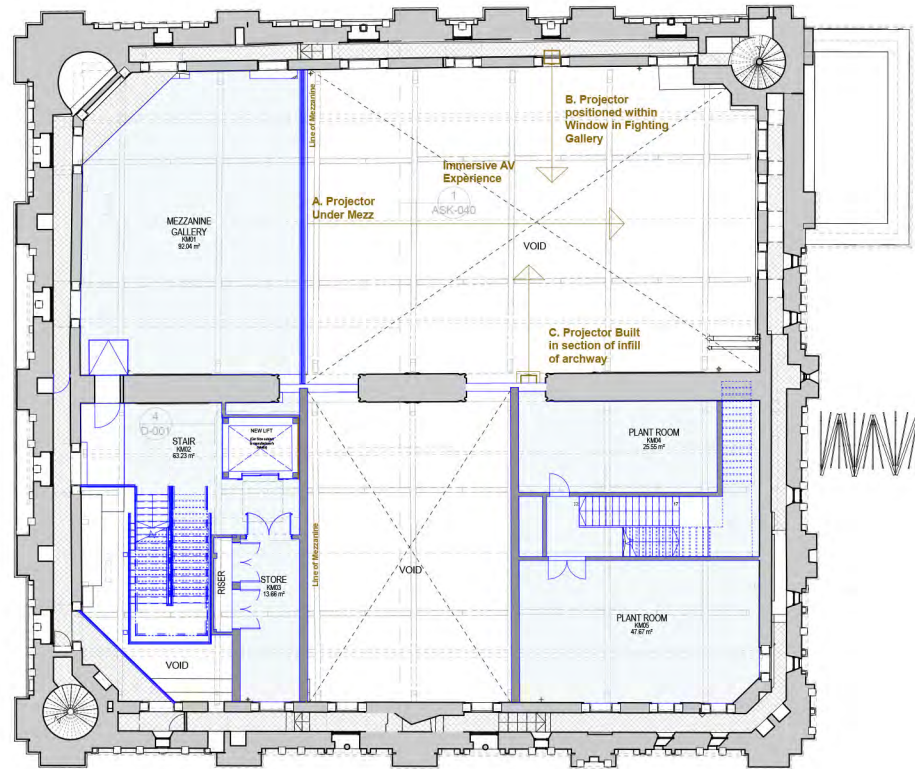 B. Projector
positioned within
Window in Fighting
Gallery
Line of Mezzanine
Immersive AV
Experience
1
ASK-040
A. Projector
Under Mezz
MEZZANINE
GALLERY
KM01
92.04 m²
VOID
C. Projector Built
in section of infill
of archway
4
D-001
STAIR
KM02
63.23 m²
NEW LIFT
PLANT ROOM
KM04
25.55 m²
Line of Mezzanine
VOID
RISER
STORE
KM03
13.66 m²
PLANT ROOM
KM05
47.67 m²
VOID